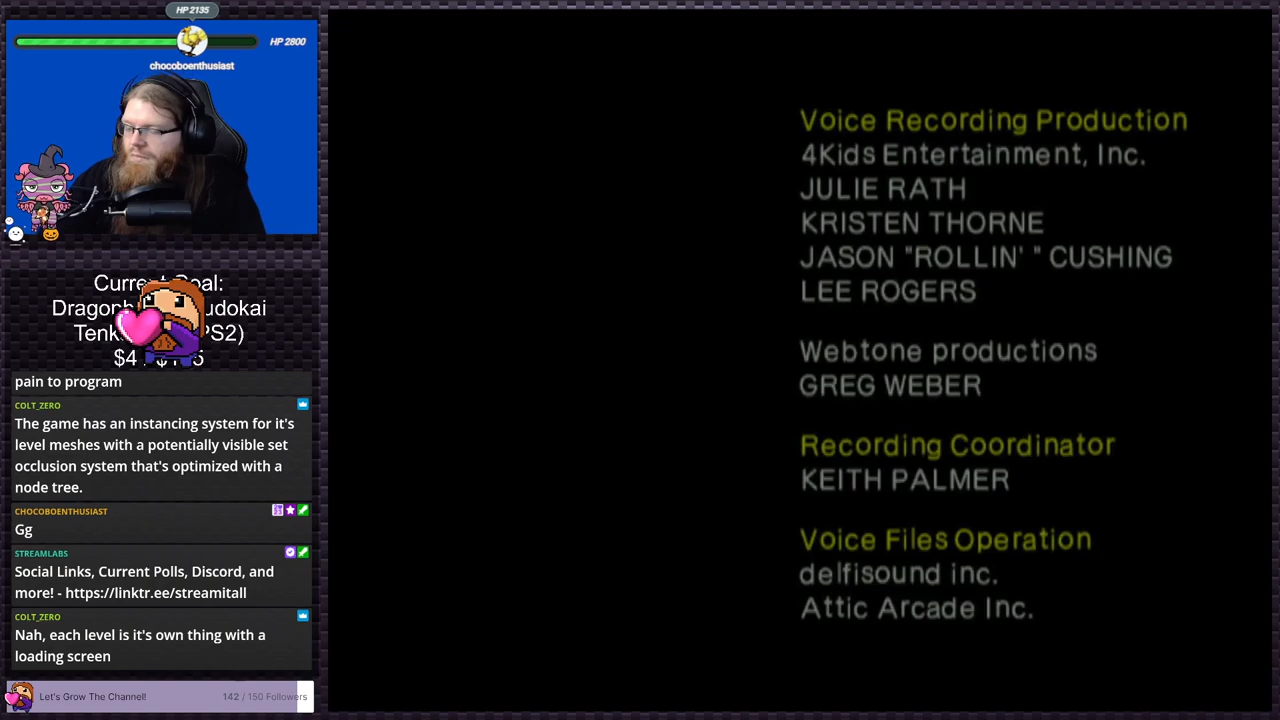 HP 2135
HP 2800
chocoboenthusiast
Voice Recording Production
4Kids Entertainment, Inc.
JULIE RATH
KRISTEN THORNE
JASON "ROLLIN' " CUSHING
LEE ROGERS
Webtone productions
GREG WEBER
Recording Coordinator
KEITH PALMER
Voice Files Operation
delfisound inc.
Attic Arcade Inc.
pain to program
COLT_ZERO
The game has an instancing system for it's
level meshes with a potentially visible set
occlusion system that's optimized with a
node tree.
CHOCOBOENTHUSIAST
Gg
STREAMLABS
Social Links, Current Polls, Discord, and
more! - https://linktr.ee/streamitall
COLT_ZERO
Nah, each level is it's own thing with a
loading screen
Let's Grow The Channel!
142 / 150 Followers